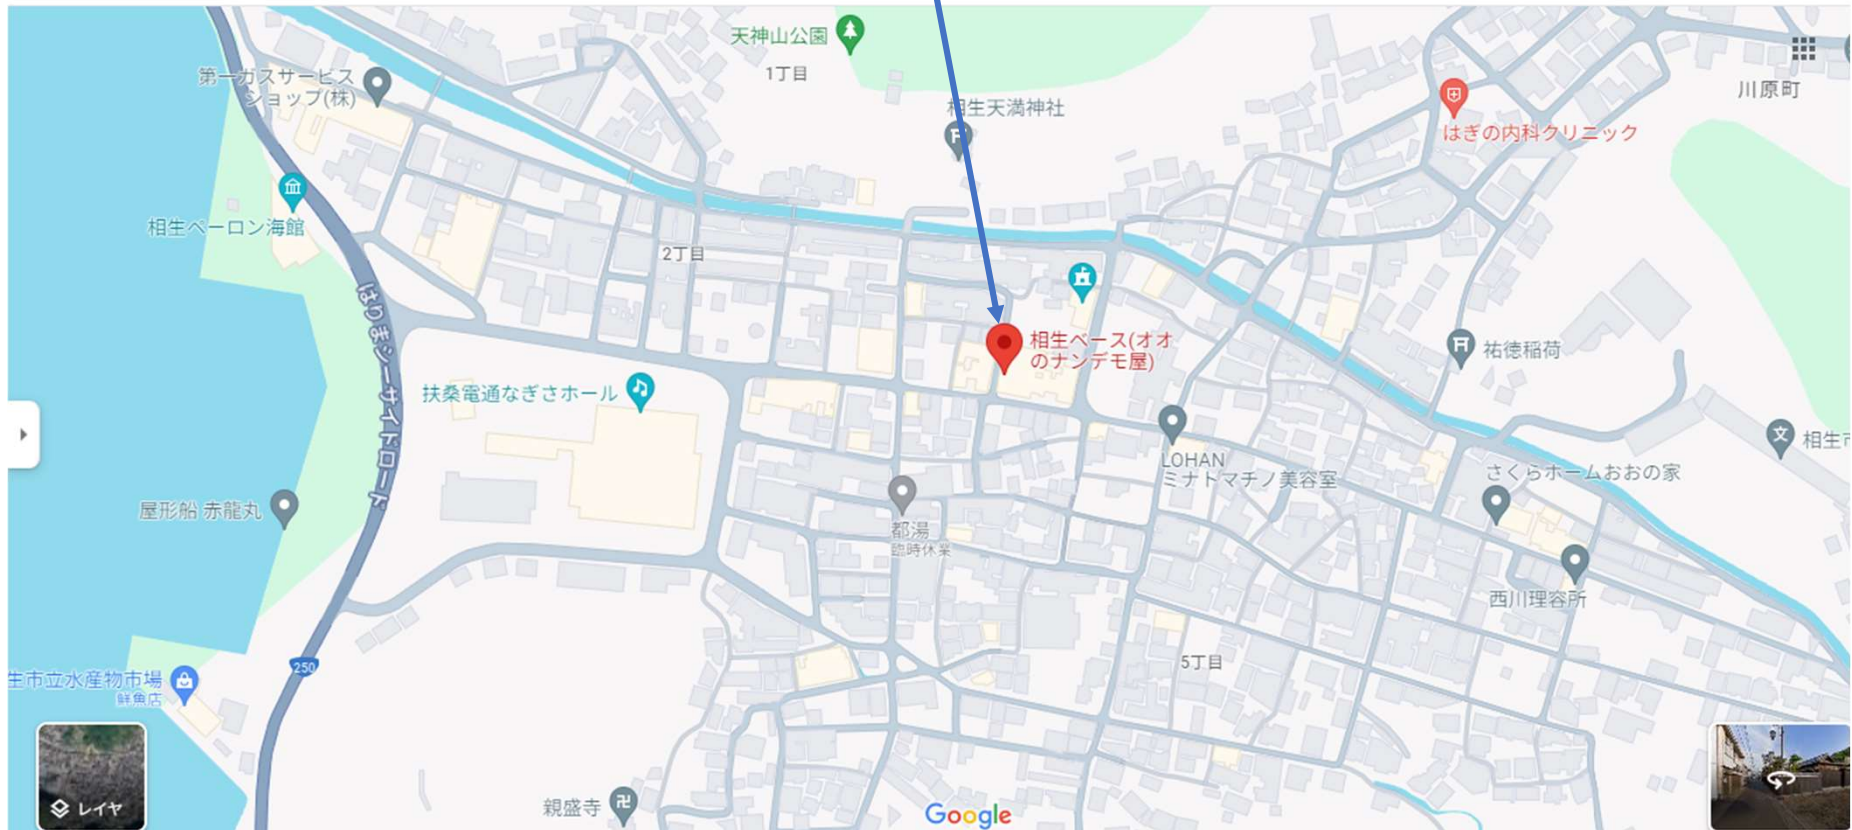 天神山公園
1丁目
第一ガスサービス
ショップ(株)
川原町
相生天満神社
はぎの内科クリニック
相生ペーロン海館
2丁目
はりまシーサイドロード
相生ベース(オオ
のナンデモ屋)
祐徳稲荷
扶桑電通なぎさホール
文
相生市
LOHAN
ミナトマチノ美容室
さくらホームおおの家
屋形船 赤龍丸
都湯
臨時休業
西川理容所
5丁目
250
生市立水産物市場
鮮魚店
レイヤ
親盛寺
卍
Google